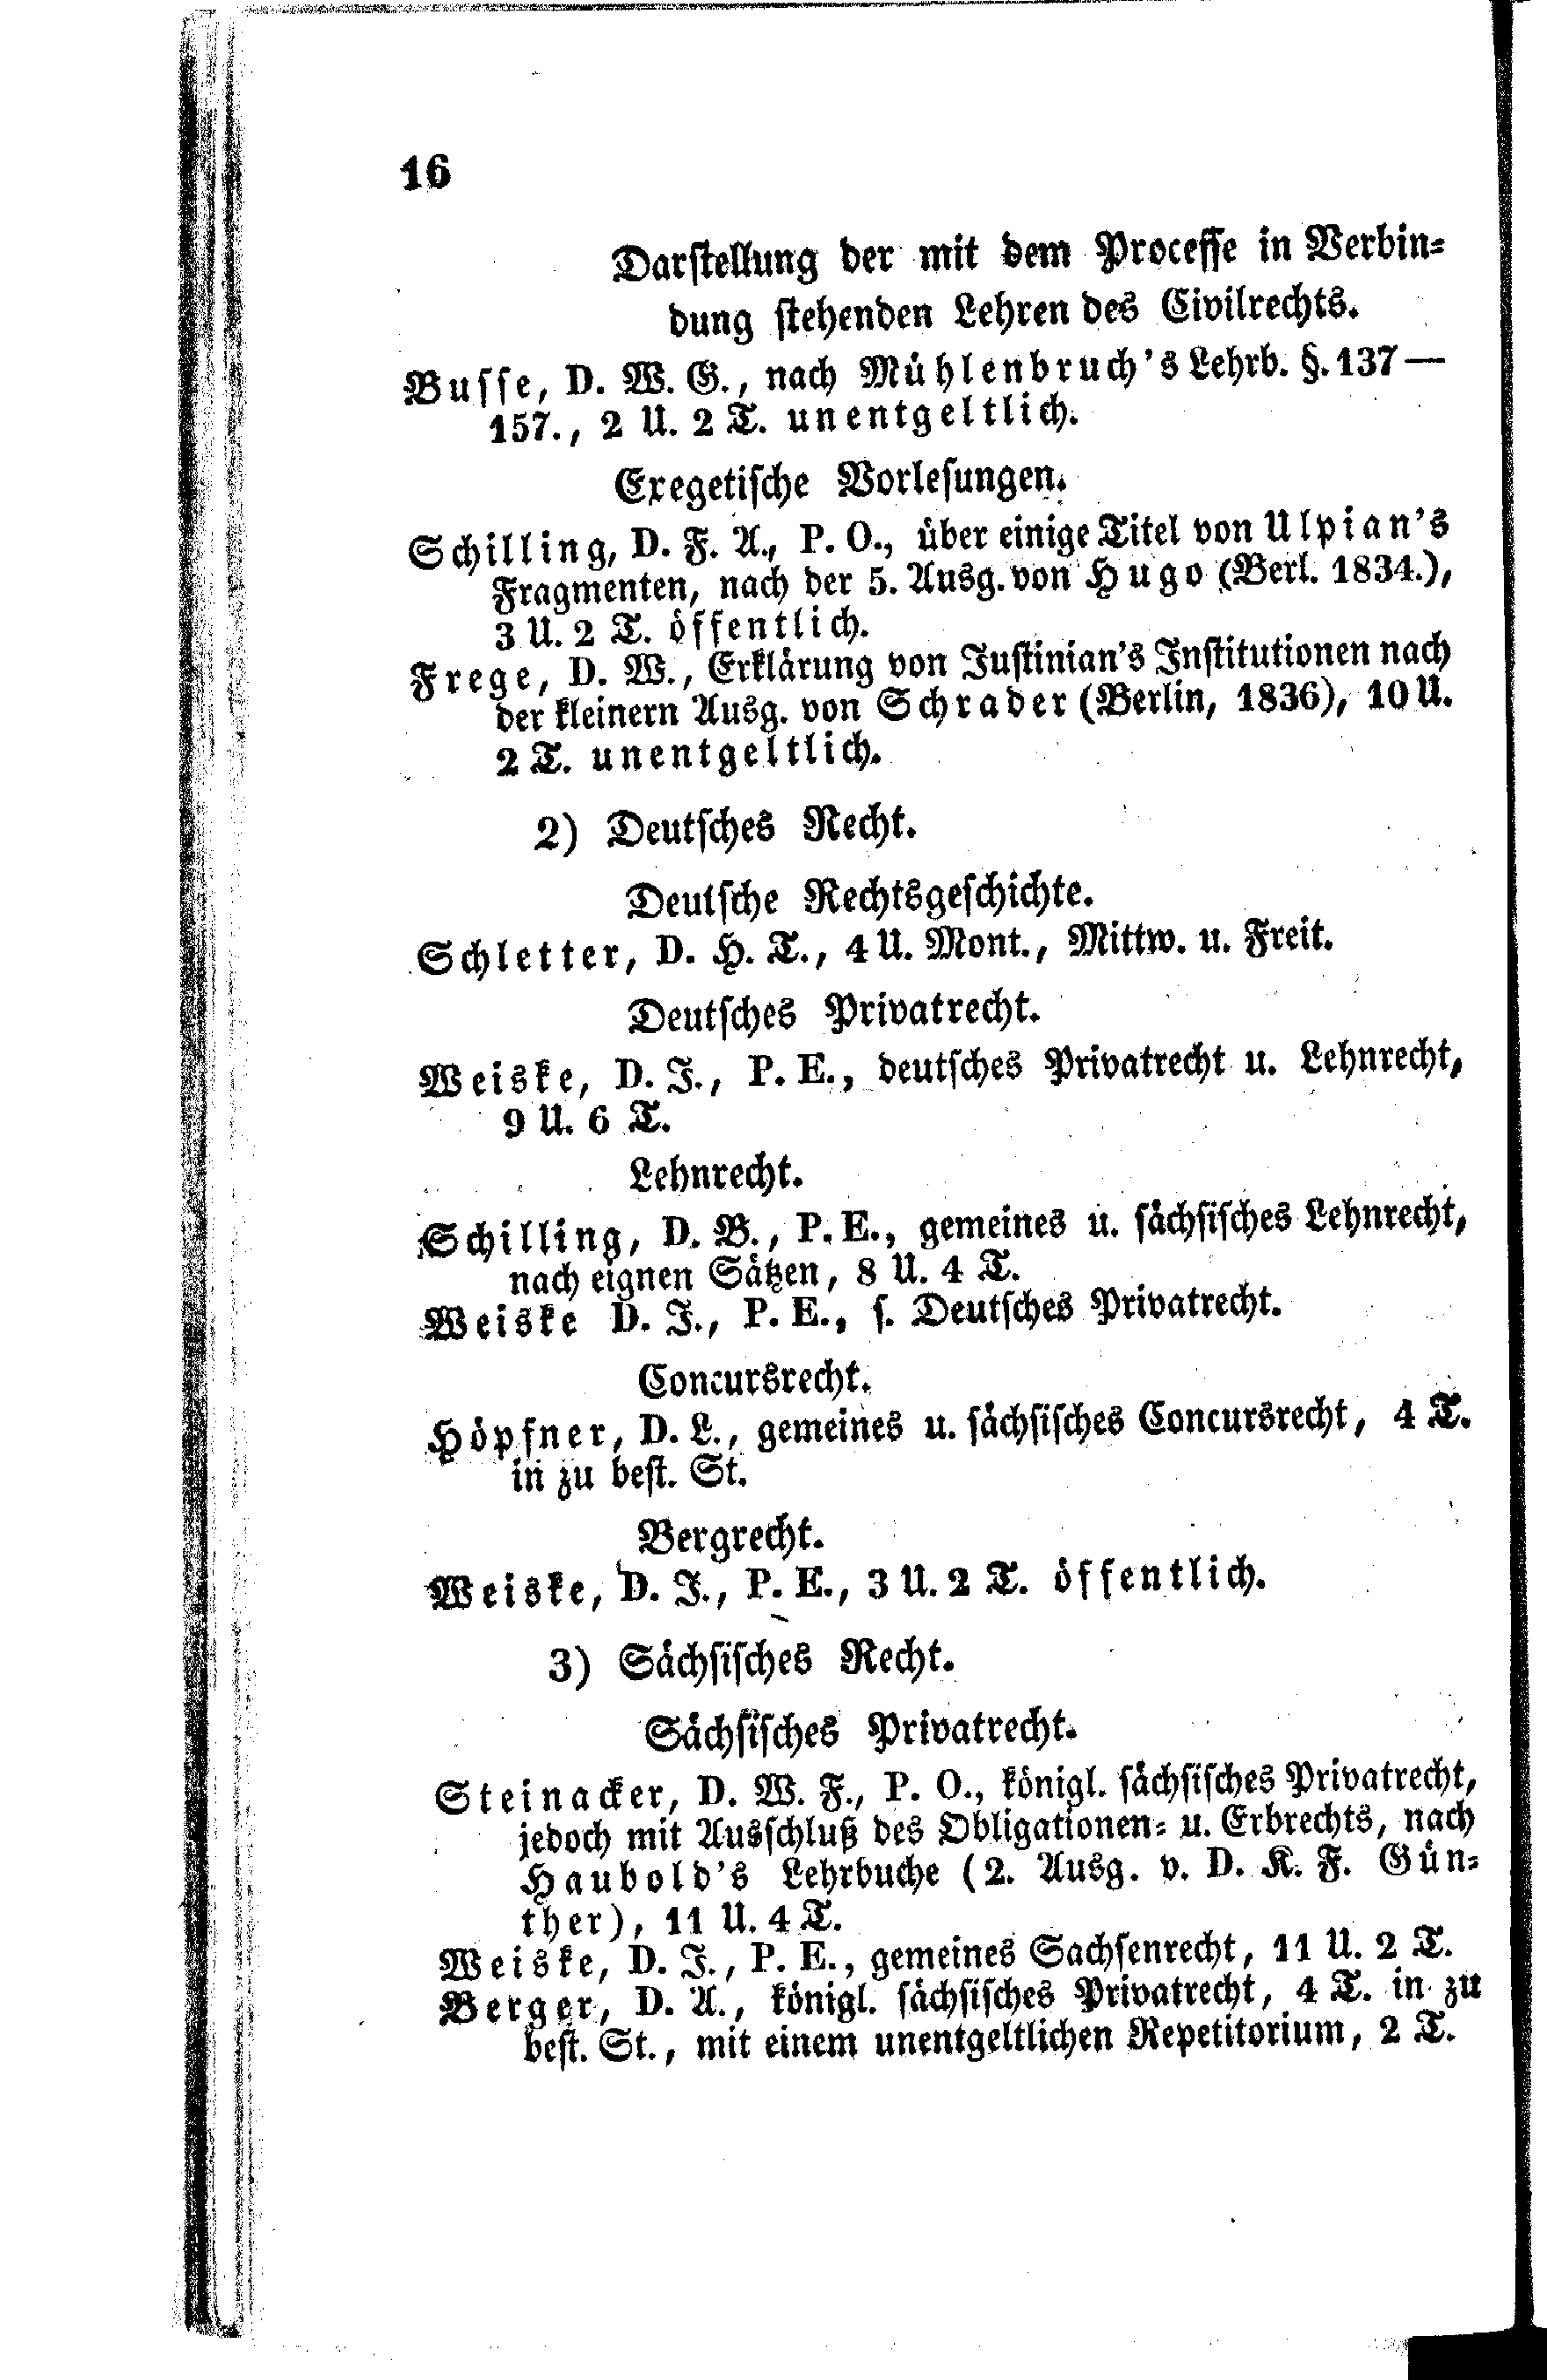 16
Darstellung der mit dem Processe in Verbin-
dung stehenden Lehren des Civilrechts.
Busse, D. W. G., nach Mühlenbruch's Lehrb. §. 137—
157., 2 U. 2 T. unentgeltlich.
Exegetische Vorlesungen.
Schilling, D. F. A., P. O., über einige Titel von Ulpian's
Fragmenten, nach der 5. Ausg. von Hugo (Berl. 1834.),
3 U. 2 T. öffentlich.
Frege, D. W., Erklärung von Justinian's Institutionen nach
der kleinern Ausg. von Schrader (Berlin, 1836), 10 U.
2 T. unentgeltlich.
2) Deutsches Recht.
Deutsche Rechtsgeschichte.
Schletter, D. H. T., 4 U. Mont., Mittw. u. Freit.
Deutsches Privatrecht.
Weiske, D. J., P. E., deutsches Privatrecht u. Lehnrecht,
9 U. 6 T.
Lehnrecht.
Schilling, D. B., P. E., gemeines u. sächsisches Lehnrecht,
nach eignen Sätzen, 8 U. 4 T.
Weiske D. J., P. E., s. Deutsches Privatrecht.
Concursrecht.
Höpfner, D. L., gemeines u. sächsisches Concursrecht, 4 T.
in zu best. St.
Bergrecht.
Weiske, D. J., P. E., 3 U. 2 T. öffentlich.
3) Sächsisches Recht.
Sächsisches Privatrecht.
Steinacker, D. W. F., P. O., königl. sächsisches Privatrecht,
jedoch mit Ausschluß des Obligationen- u. Erbrechts, nach
Haubold's Lehrbuche (2. Ausg. v. D. K. F. Gün-
ther), 11 U. 4 T.
Weiske, D. J., P. E., gemeines Sachsenrecht, 11 U. 2 T.
Berger, D. A., königl. sächsisches Privatrecht, 4 T. in zu
best. St., mit einem unentgeltlichen Repetitorium, 2 T.